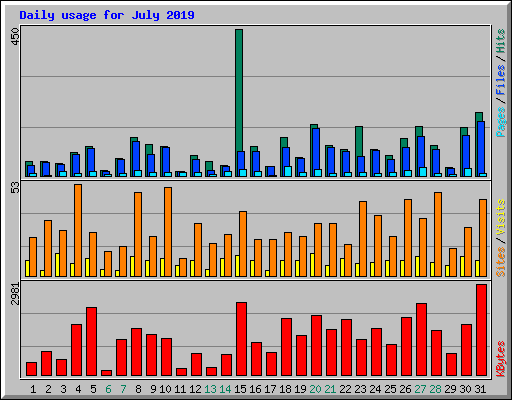 Daily usage for July 2019
450
Pages / Files / Hits
53
Sites / Visits
2981
KBytes
1 2 3 4 5 6 7 8 9 10 11 12 13 14 15 16 17 18 19 20 21 22 23 24 25 26 27 28 29 30 31